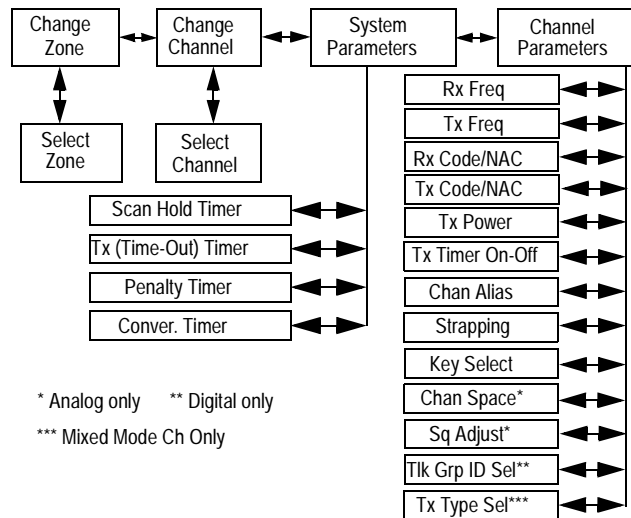 Change
Zone
Change
Channel
System
Parameters
Channel
Parameters
Select
Zone
Select
Channel
Scan Hold Timer
Tx (Time-Out) Timer
Penalty Timer
Conver. Timer
Rx Freq
Tx Freq
Rx Code/NAC
Tx Code/NAC
Tx Power
Tx Timer On-Off
Chan Alias
Strapping
Key Select
Chan Space*
Sq Adjust*
Tlk Grp ID Sel**
Tx Type Sel***
* Analog only ** Digital only
*** Mixed Mode Ch Only